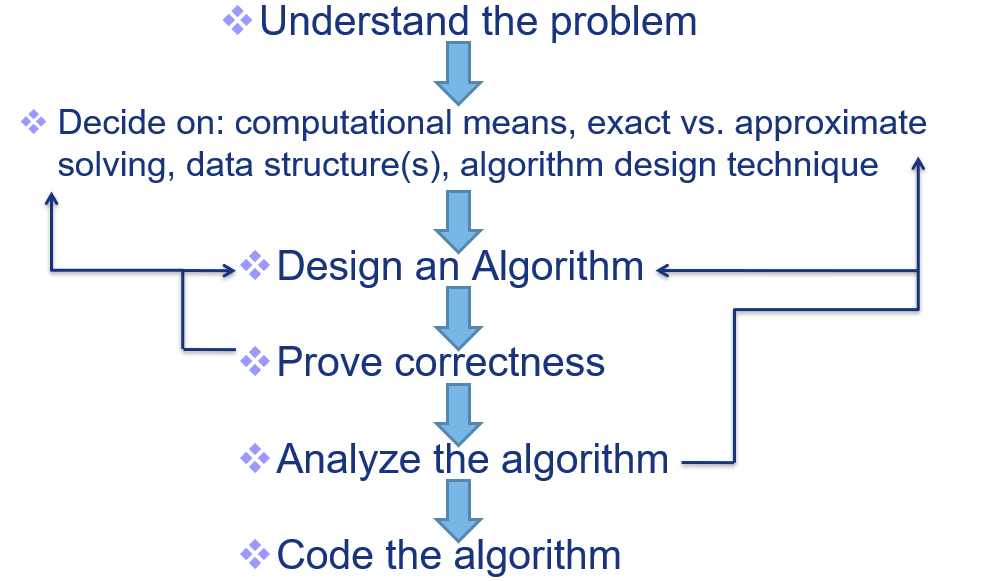 ❖ Understand the problem
❖ Decide on: computational means, exact vs. approximate
solving, data structure(s), algorithm design technique
❖ Design an Algorithm
❖ Prove correctness
❖ Analyze the algorithm
❖ Code the algorithm